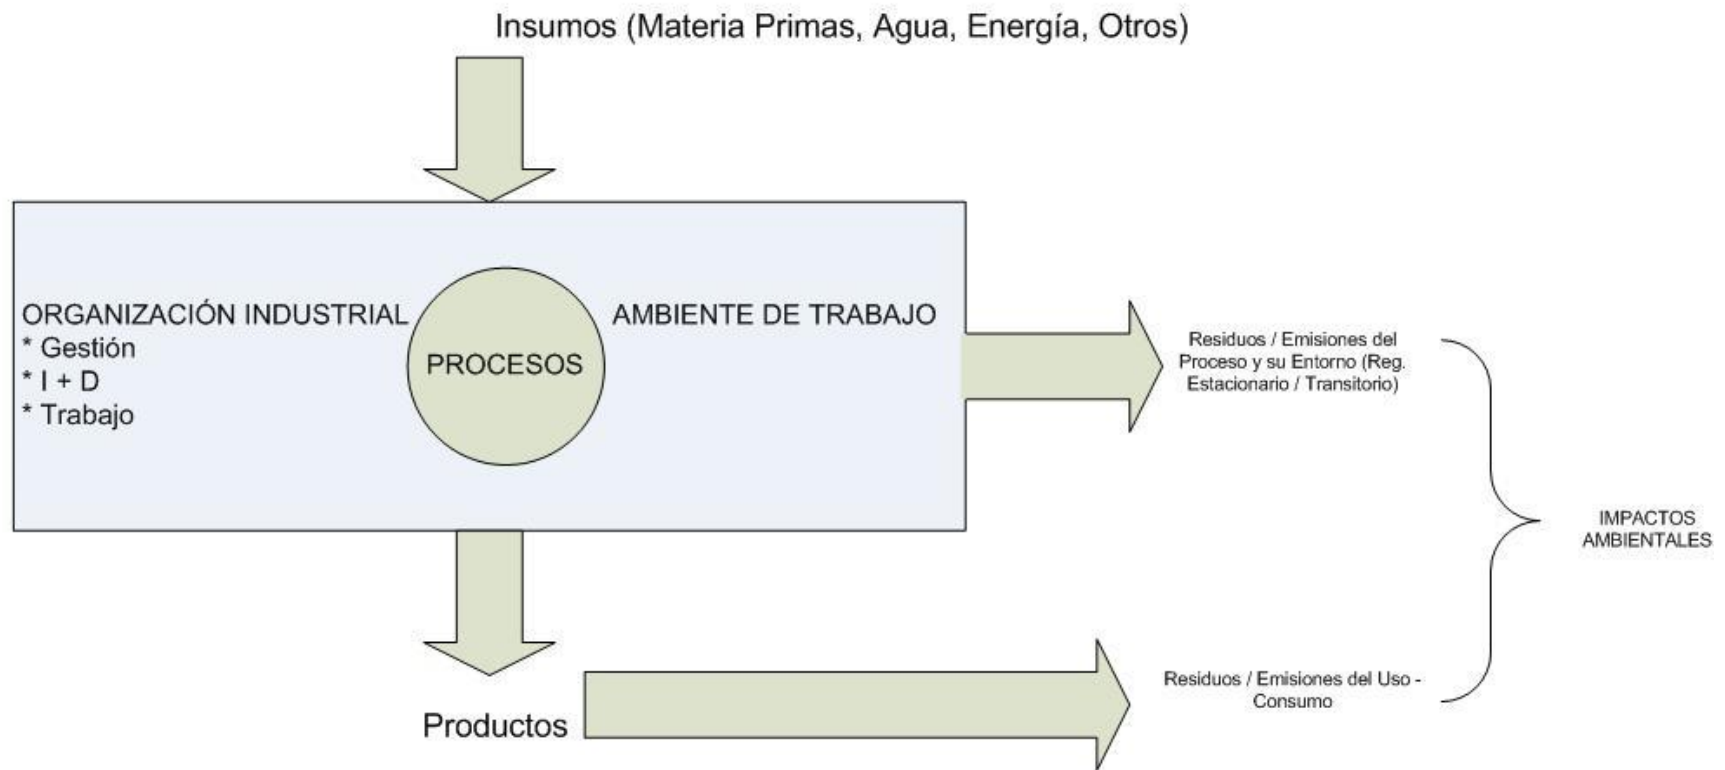 Insumos (Materia Primas, Agua, Energía, Otros)
ORGANIZACIÓN INDUSTRIAL
* Gestión
* I + D
* Trabajo
PROCESOS
AMBIENTE DE TRABAJO
Residuos / Emisiones del
Proceso y su Entorno (Reg.
Estacionario / Transitorio)
IMPACTOS
AMBIENTALES
Productos
Residuos / Emisiones del Uso -
Consumo